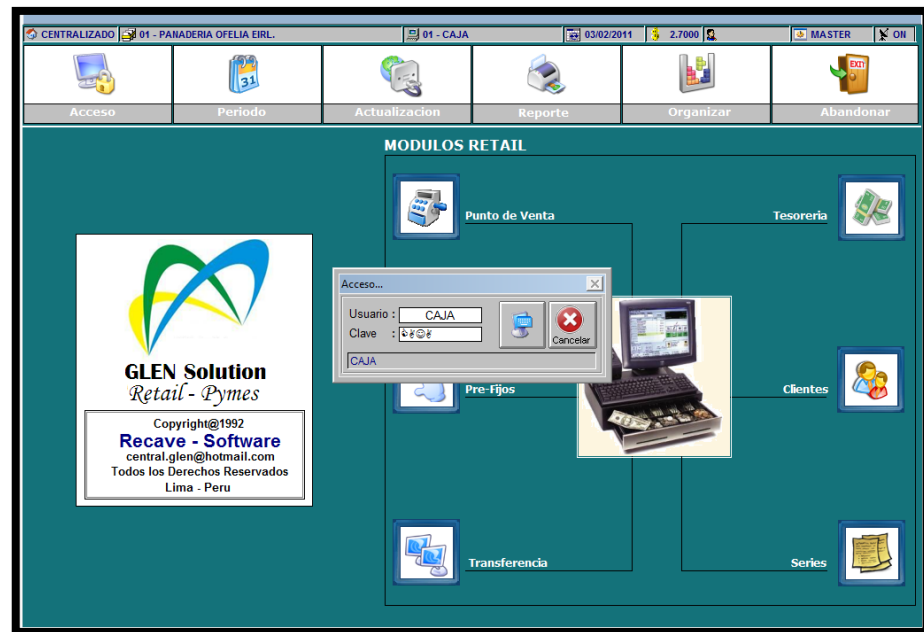 CENTRALIZADO 01 - PANADERIA OFELIA EIRL. 01 - CAJA 03/02/2011 2.7000 MASTER ON
31 EXIT
Acceso Periodo Actualizacion Reporte Organizar Abandonar
MODULOS RETAIL
Punto de Venta Tesoreria
Acceso...
Usuario : CAJA
Clave :
Cancelar
CAJA
Pre-Fijos Clientes
GLEN Solution
Retail - Pymes
Copyright@1992
Recave - Software
central.glen@hotmail.com
Todos los Derechos Reservados
Lima - Peru
Transferencia Series